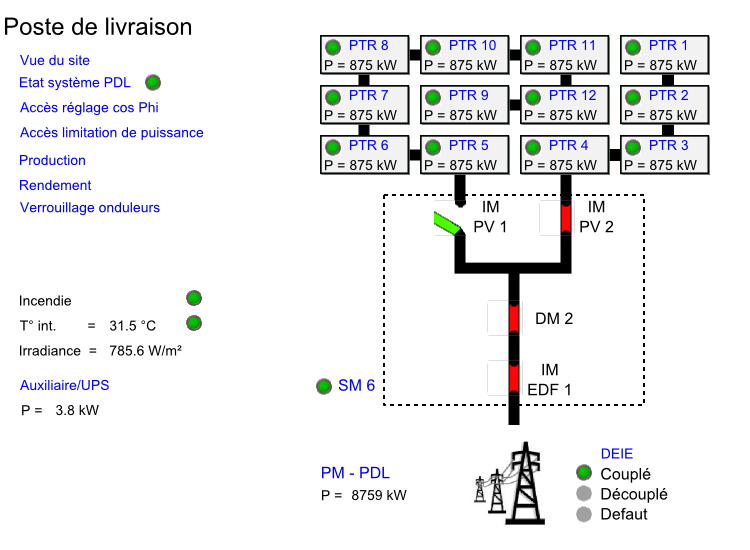 Poste de livraison
Vue du site
Etat système PDL
Accès réglage cos Phi
Accès limitation de puissance
Production
Rendement
Verrouillage onduleurs
PTR 8 PTR 10 PTR 11 PTR 1
P = 875 kW P = 875 kW P = 875 kW P = 875 kW
PTR 7 PTR 9 PTR 12 PTR 2
P = 875 kW P = 875 kW P = 875 kW P = 875 kW
PTR 6 PTR 5 PTR 4 PTR 3
P = 875 kW P = 875 kW P = 875 kW P = 875 kW
IM IM
PV 1 PV 2
DM 2
IM
EDF 1
SM 6
Incendie
T° int. = 31.5 °C
Irradiance = 785.6 W/m²
Auxiliaire/UPS
P = 3.8 kW
PM - PDL
P = 8759 kW
DEIE
Couplé
Découplé
Defaut